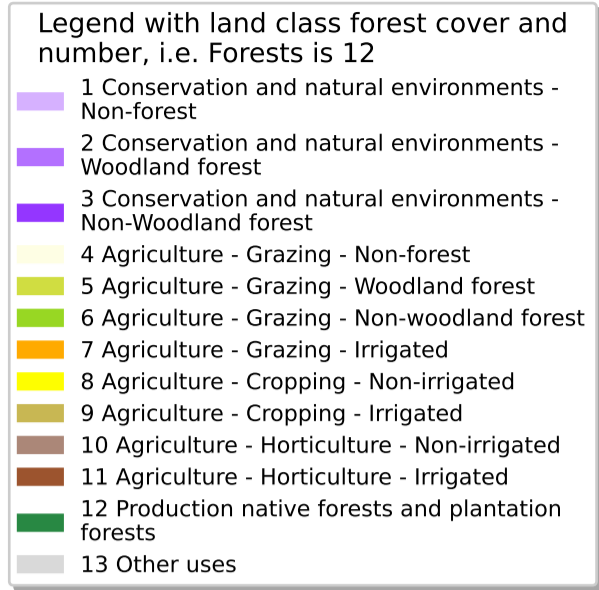 Legend with land class forest cover and
number, i.e. Forests is 12
1 Conservation and natural environments -
Non-forest
2 Conservation and natural environments -
Woodland forest
3 Conservation and natural environments -
Non-Woodland forest
4 Agriculture - Grazing - Non-forest
5 Agriculture - Grazing - Woodland forest
6 Agriculture - Grazing - Non-woodland forest
7 Agriculture - Grazing - Irrigated
8 Agriculture - Cropping - Non-irrigated
9 Agriculture - Cropping - Irrigated
10 Agriculture - Horticulture - Non-irrigated
11 Agriculture - Horticulture - Irrigated
12 Production native forests and plantation
forests
13 Other uses